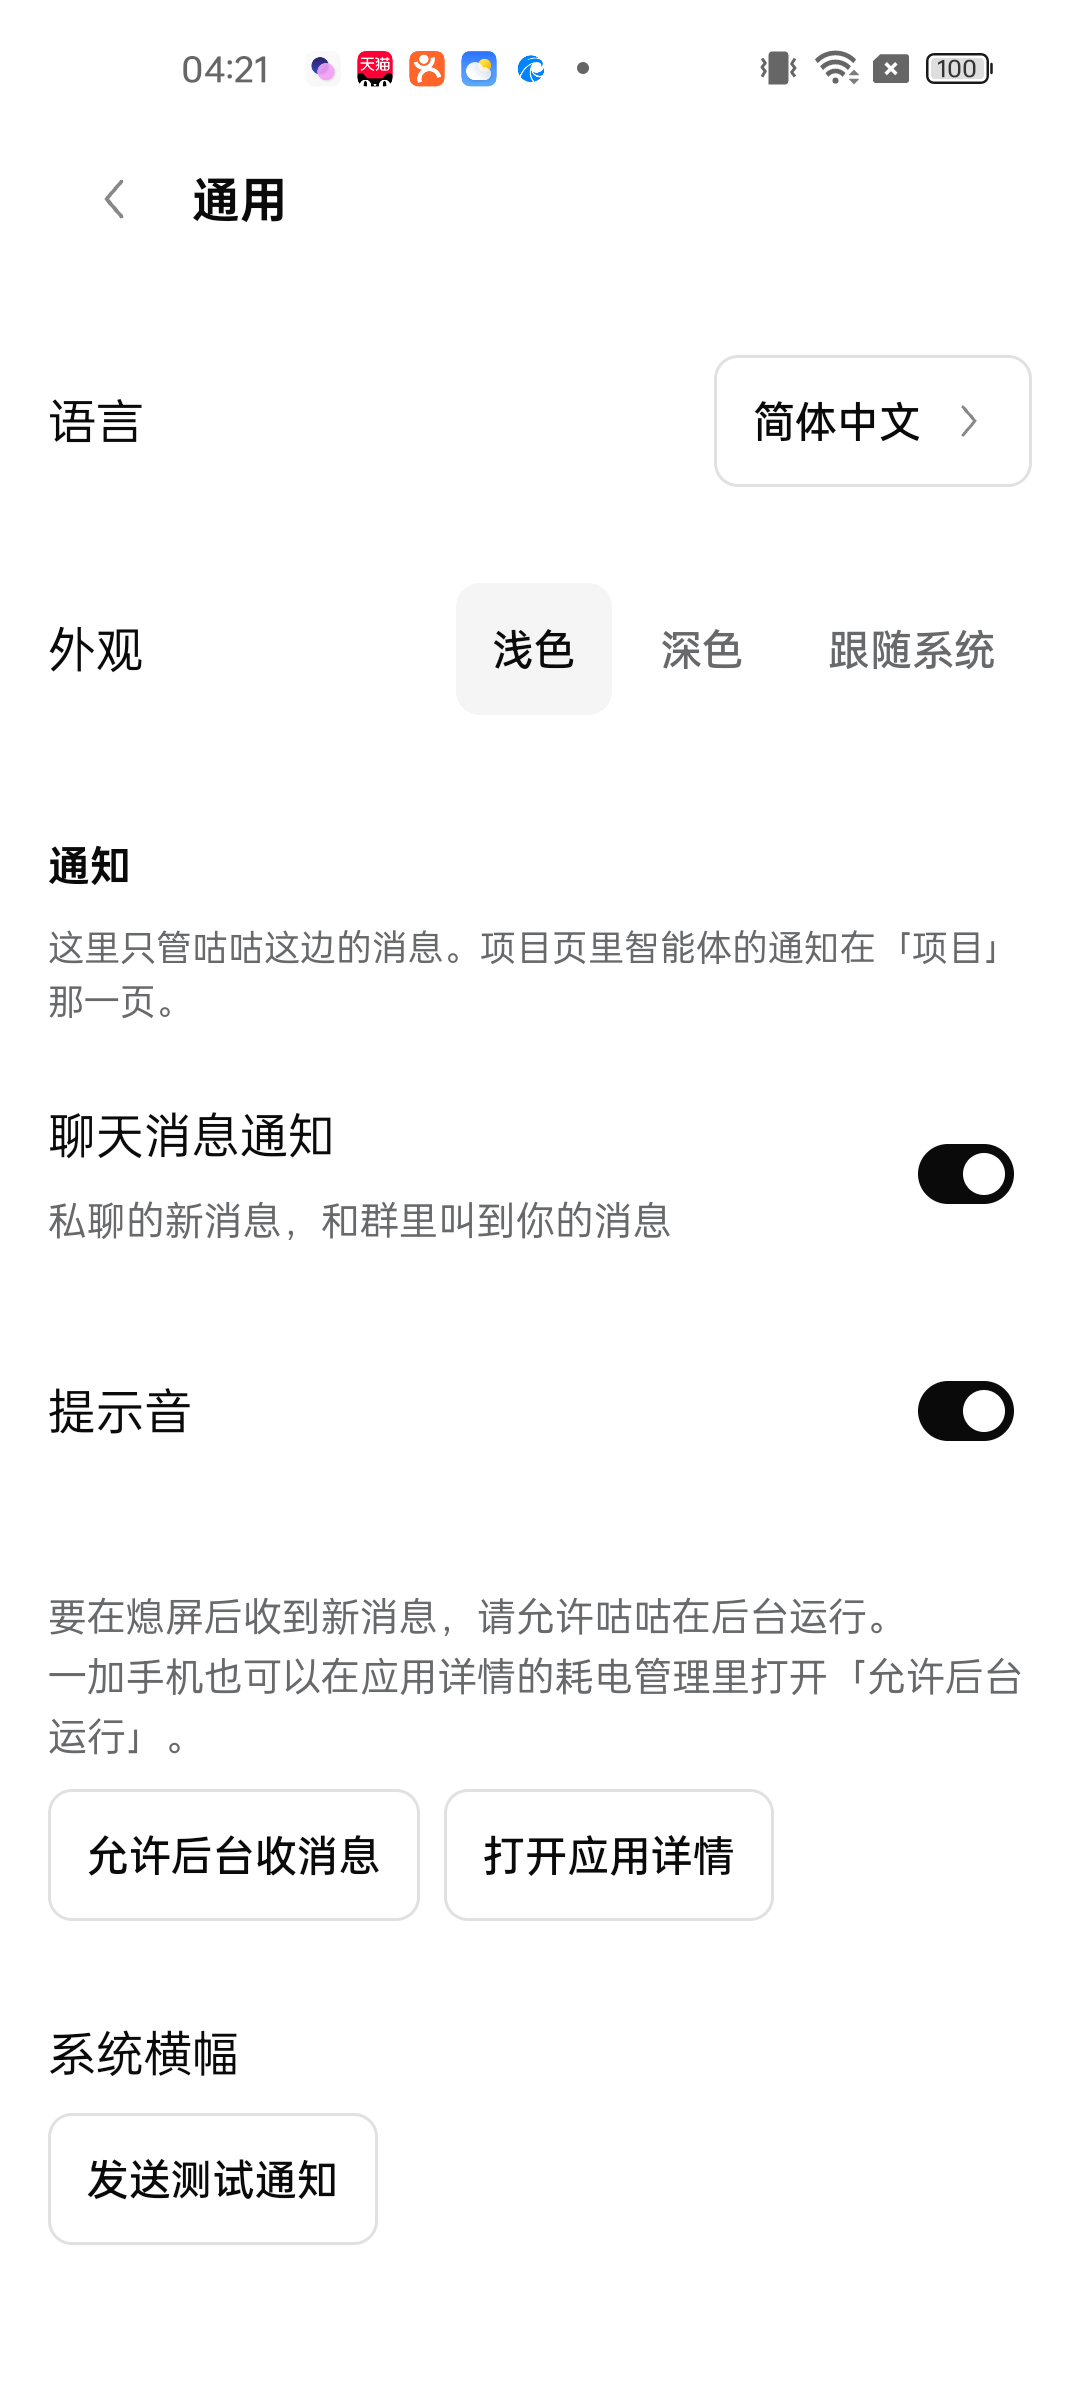 04:21
天猫
100
通用
语言
简体中文
外观
浅色
深色
跟随系统
通知
这里只管咕咕这边的消息。项目页里智能体的通知在「项目」
那一页。
聊天消息通知
私聊的新消息，和群里叫到你的消息
提示音
要在熄屏后收到新消息，请允许咕咕在后台运行。
一加手机也可以在应用详情的耗电管理里打开「允许后台
运行」。
允许后台收消息
打开应用详情
系统横幅
发送测试通知